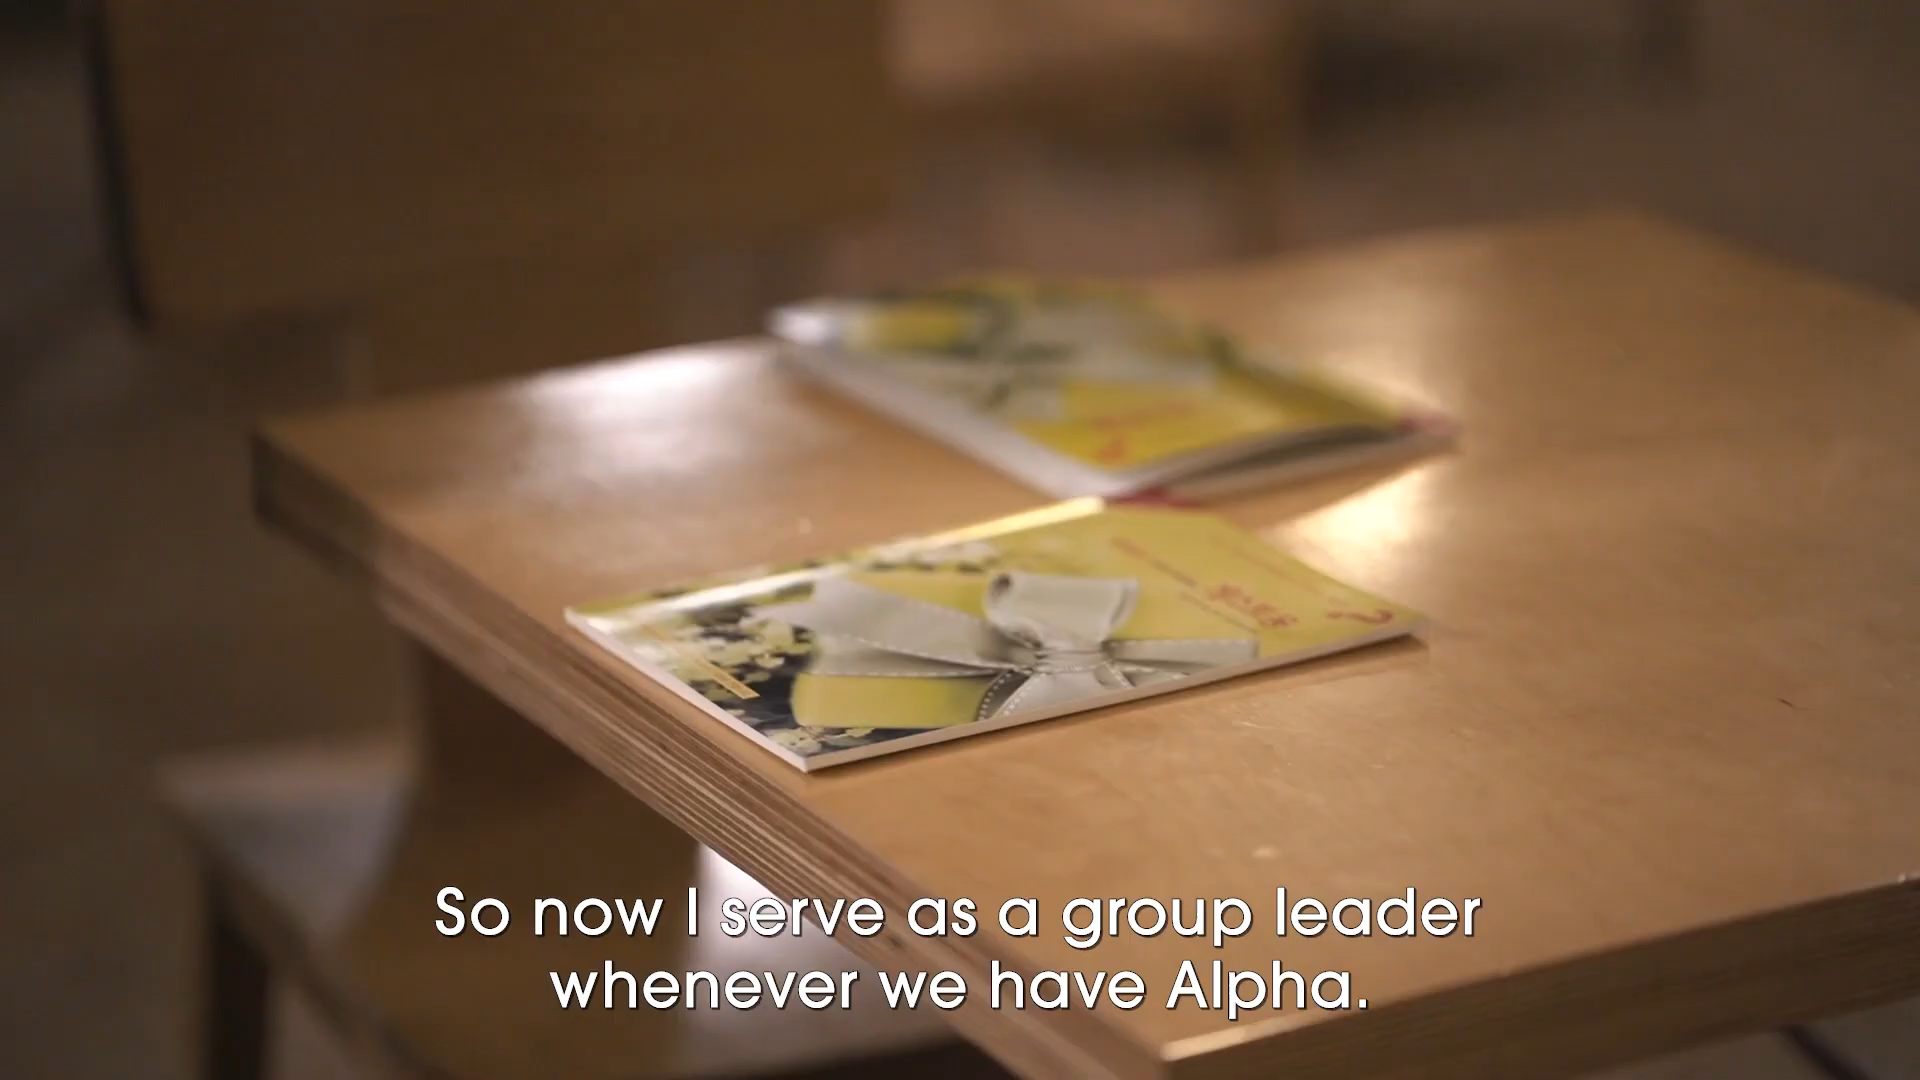 So now I serve as a group leader
whenever we have Alpha.